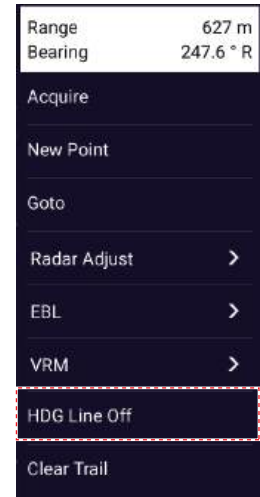 Range 627 m
Bearing 247.6 ° R
Acquire
New Point
Goto
Radar Adjust
EBL
VRM
HDG Line Off
Clear Trail